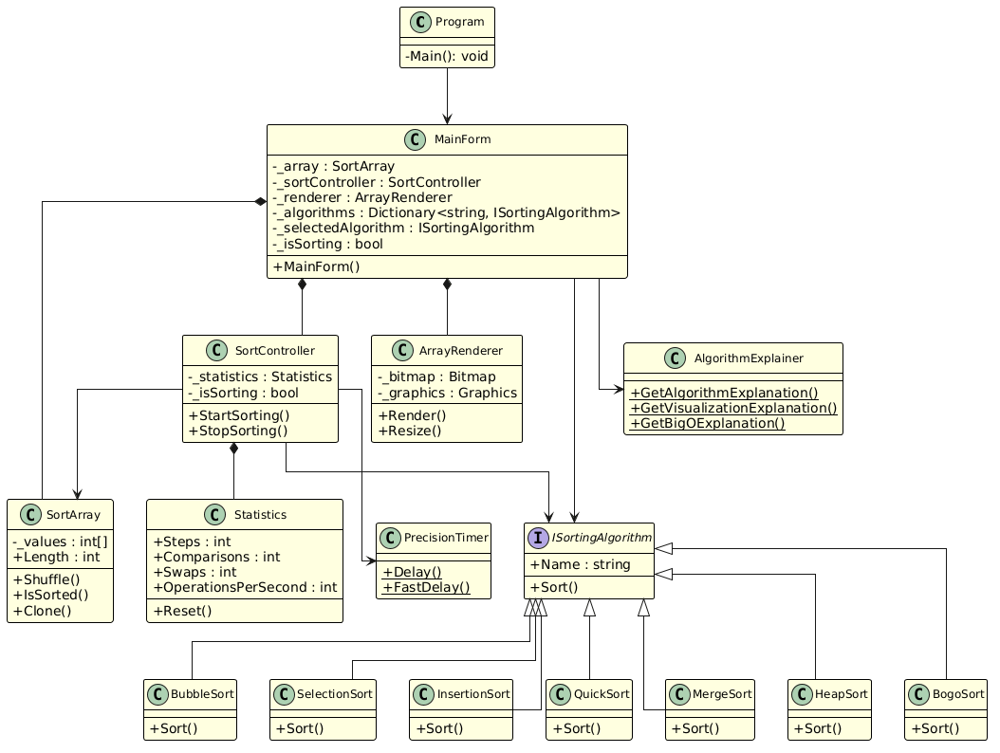 C Program
-Main(): void
C MainForm
-_array : SortArray
-_sortController : SortController
-_renderer : ArrayRenderer
-_algorithms : Dictionary<string, ISortingAlgorithm>
-_selectedAlgorithm : ISortingAlgorithm
-_isSorting : bool
+MainForm()
C SortController
-_statistics : Statistics
-_isSorting : bool
+StartSorting()
+StopSorting()
C ArrayRenderer
-_bitmap : Bitmap
-_graphics : Graphics
+Render()
+Resize()
C AlgorithmExplainer
+GetAlgorithmExplanation()
+GetVisualizationExplanation()
+GetBigOExplanation()
C SortArray
-_values : int[]
+Length : int
+Shuffle()
+IsSorted()
+Clone()
C Statistics
+Steps : int
+Comparisons : int
+Swaps : int
+OperationsPerSecond : int
+Reset()
C PrecisionTimer
+Delay()
+FastDelay()
I ISortingAlgorithm
+Name : string
+Sort()
C BubbleSort
+Sort()
C SelectionSort
+Sort()
C InsertionSort
+Sort()
C QuickSort
+Sort()
C MergeSort
+Sort()
C HeapSort
+Sort()
C BogoSort
+Sort()